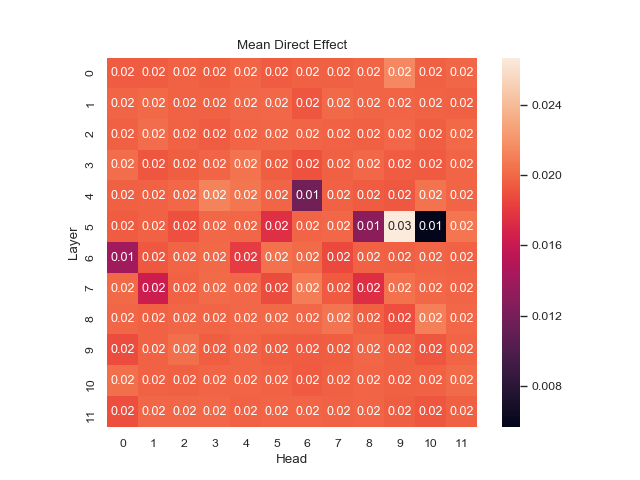 Mean Direct Effect
0 0.02 0.02 0.02 0.02 0.02 0.02 0.02 0.02 0.02 0.02 0.02 0.02
1 0.02 0.02 0.02 0.02 0.02 0.02 0.02 0.02 0.02 0.02 0.02 0.02
2 0.02 0.02 0.02 0.02 0.02 0.02 0.02 0.02 0.02 0.02 0.02 0.02
3 0.02 0.02 0.02 0.02 0.02 0.02 0.02 0.02 0.02 0.02 0.02 0.02
4 0.02 0.02 0.02 0.02 0.02 0.02 0.01 0.02 0.02 0.02 0.02 0.02
5 0.02 0.02 0.02 0.02 0.02 0.02 0.02 0.02 0.01 0.03 0.01 0.02
6 0.01 0.02 0.02 0.02 0.02 0.02 0.02 0.02 0.02 0.02 0.02 0.02
7 0.02 0.02 0.02 0.02 0.02 0.02 0.02 0.02 0.02 0.02 0.02 0.02
8 0.02 0.02 0.02 0.02 0.02 0.02 0.02 0.02 0.02 0.02 0.02 0.02
9 0.02 0.02 0.02 0.02 0.02 0.02 0.02 0.02 0.02 0.02 0.02 0.02
10 0.02 0.02 0.02 0.02 0.02 0.02 0.02 0.02 0.02 0.02 0.02 0.02
11 0.02 0.02 0.02 0.02 0.02 0.02 0.02 0.02 0.02 0.02 0.02 0.02
0 1 2 3 4 5 6 7 8 9 10 11
Head
Layer
0.024
0.020
0.016
0.012
0.008